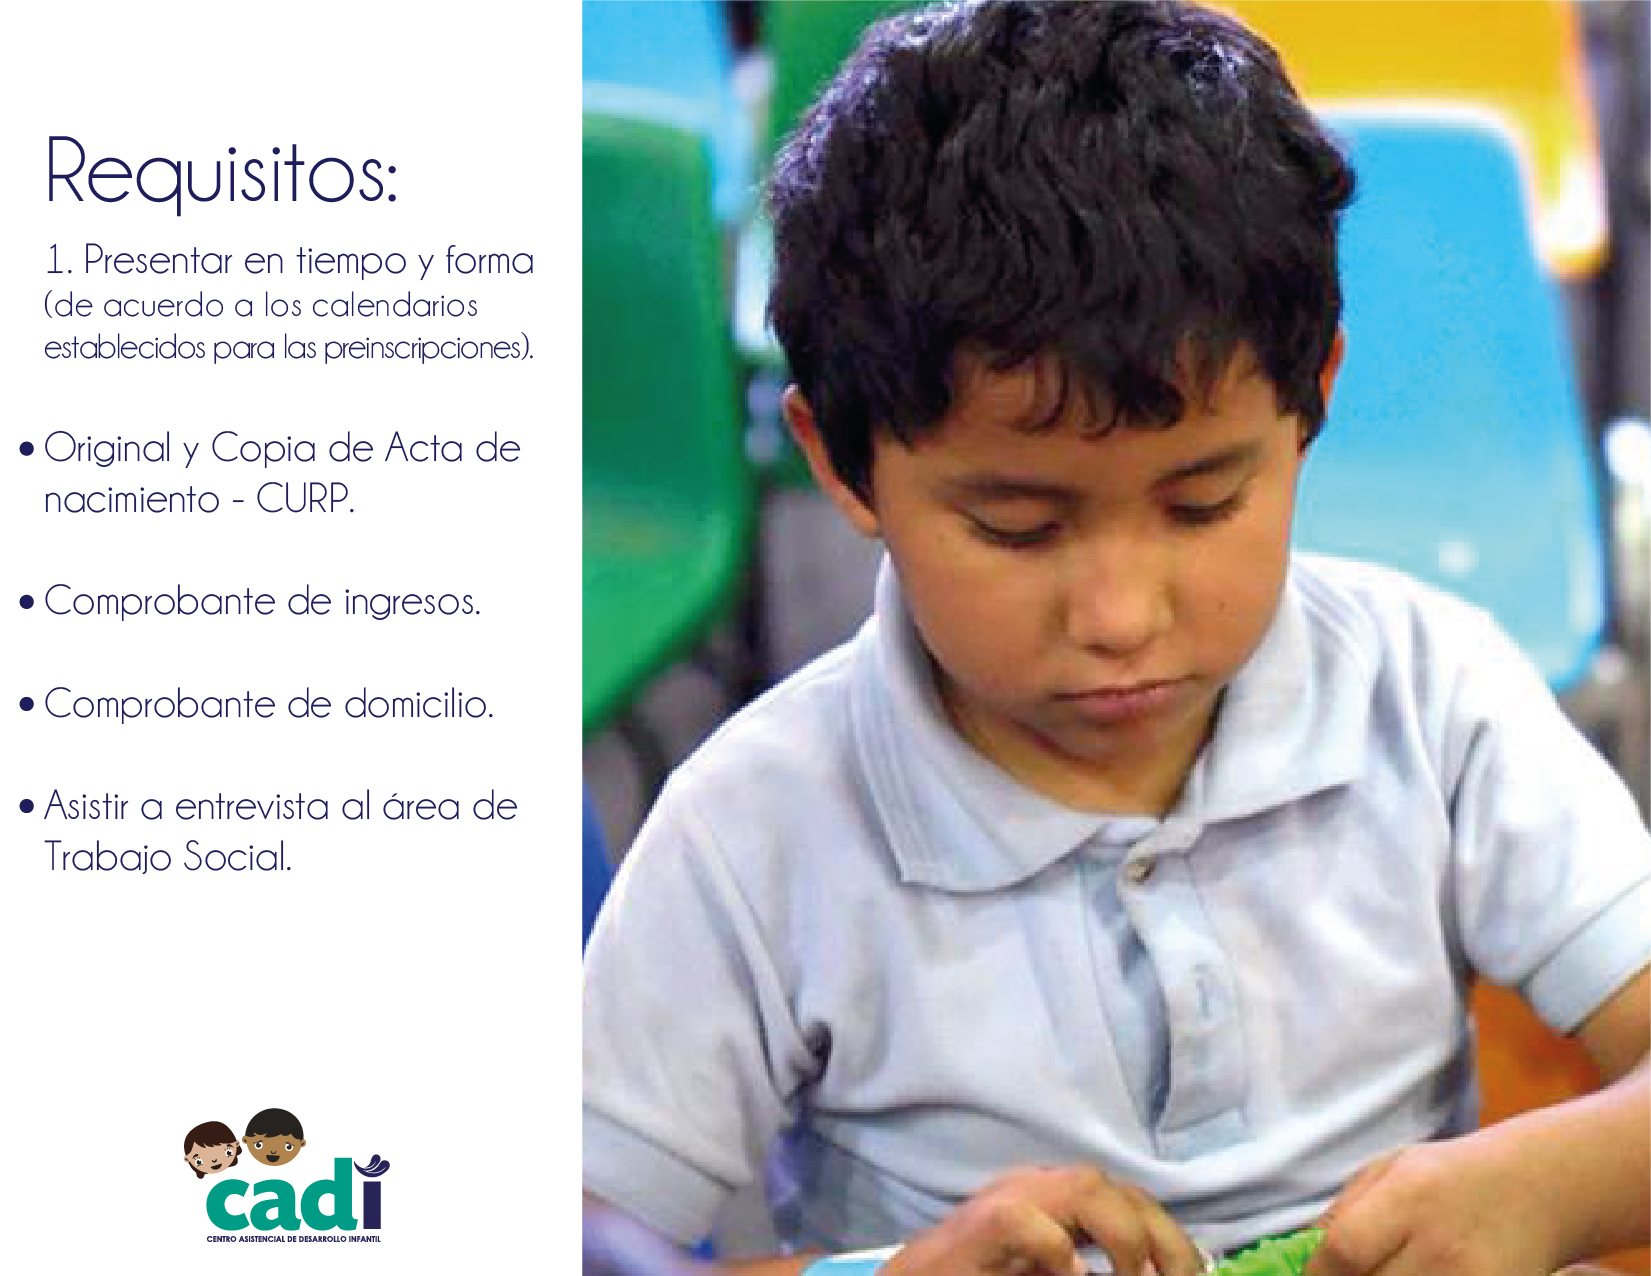 Requisitos:
1. Presentar en tiempo y forma
(de acuerdo a los calendarios
establecidos para las preinscripciones).
• Original y Copia de Acta de
nacimiento - CURP.
• Comprobante de ingresos.
• Comprobante de domicilio.
• Asistir a entrevista al área de
Trabajo Social.
cadi
CENTRO ASISTENCIAL DE DESARROLLO INFANTIL